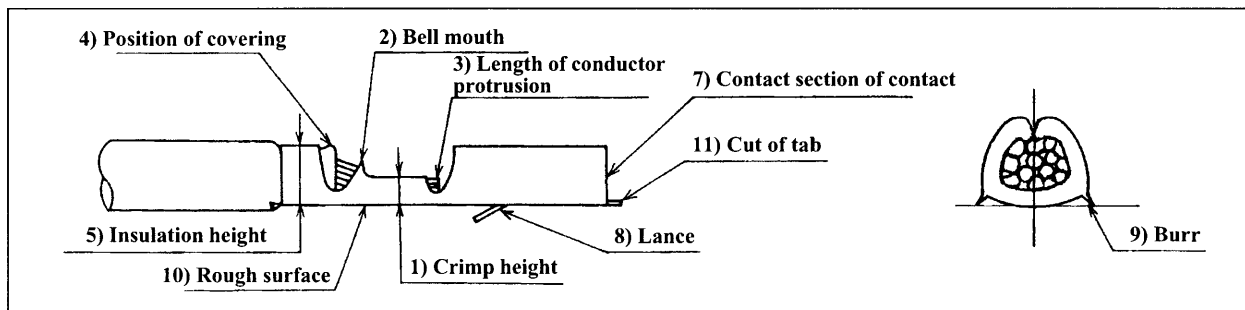 4) Position of covering
2) Bell mouth
3) Length of conductor
protrusion
7) Contact section of contact
11) Cut of tab
5) Insulation height
10) Rough surface
1) Crimp height
8) Lance
9) Burr